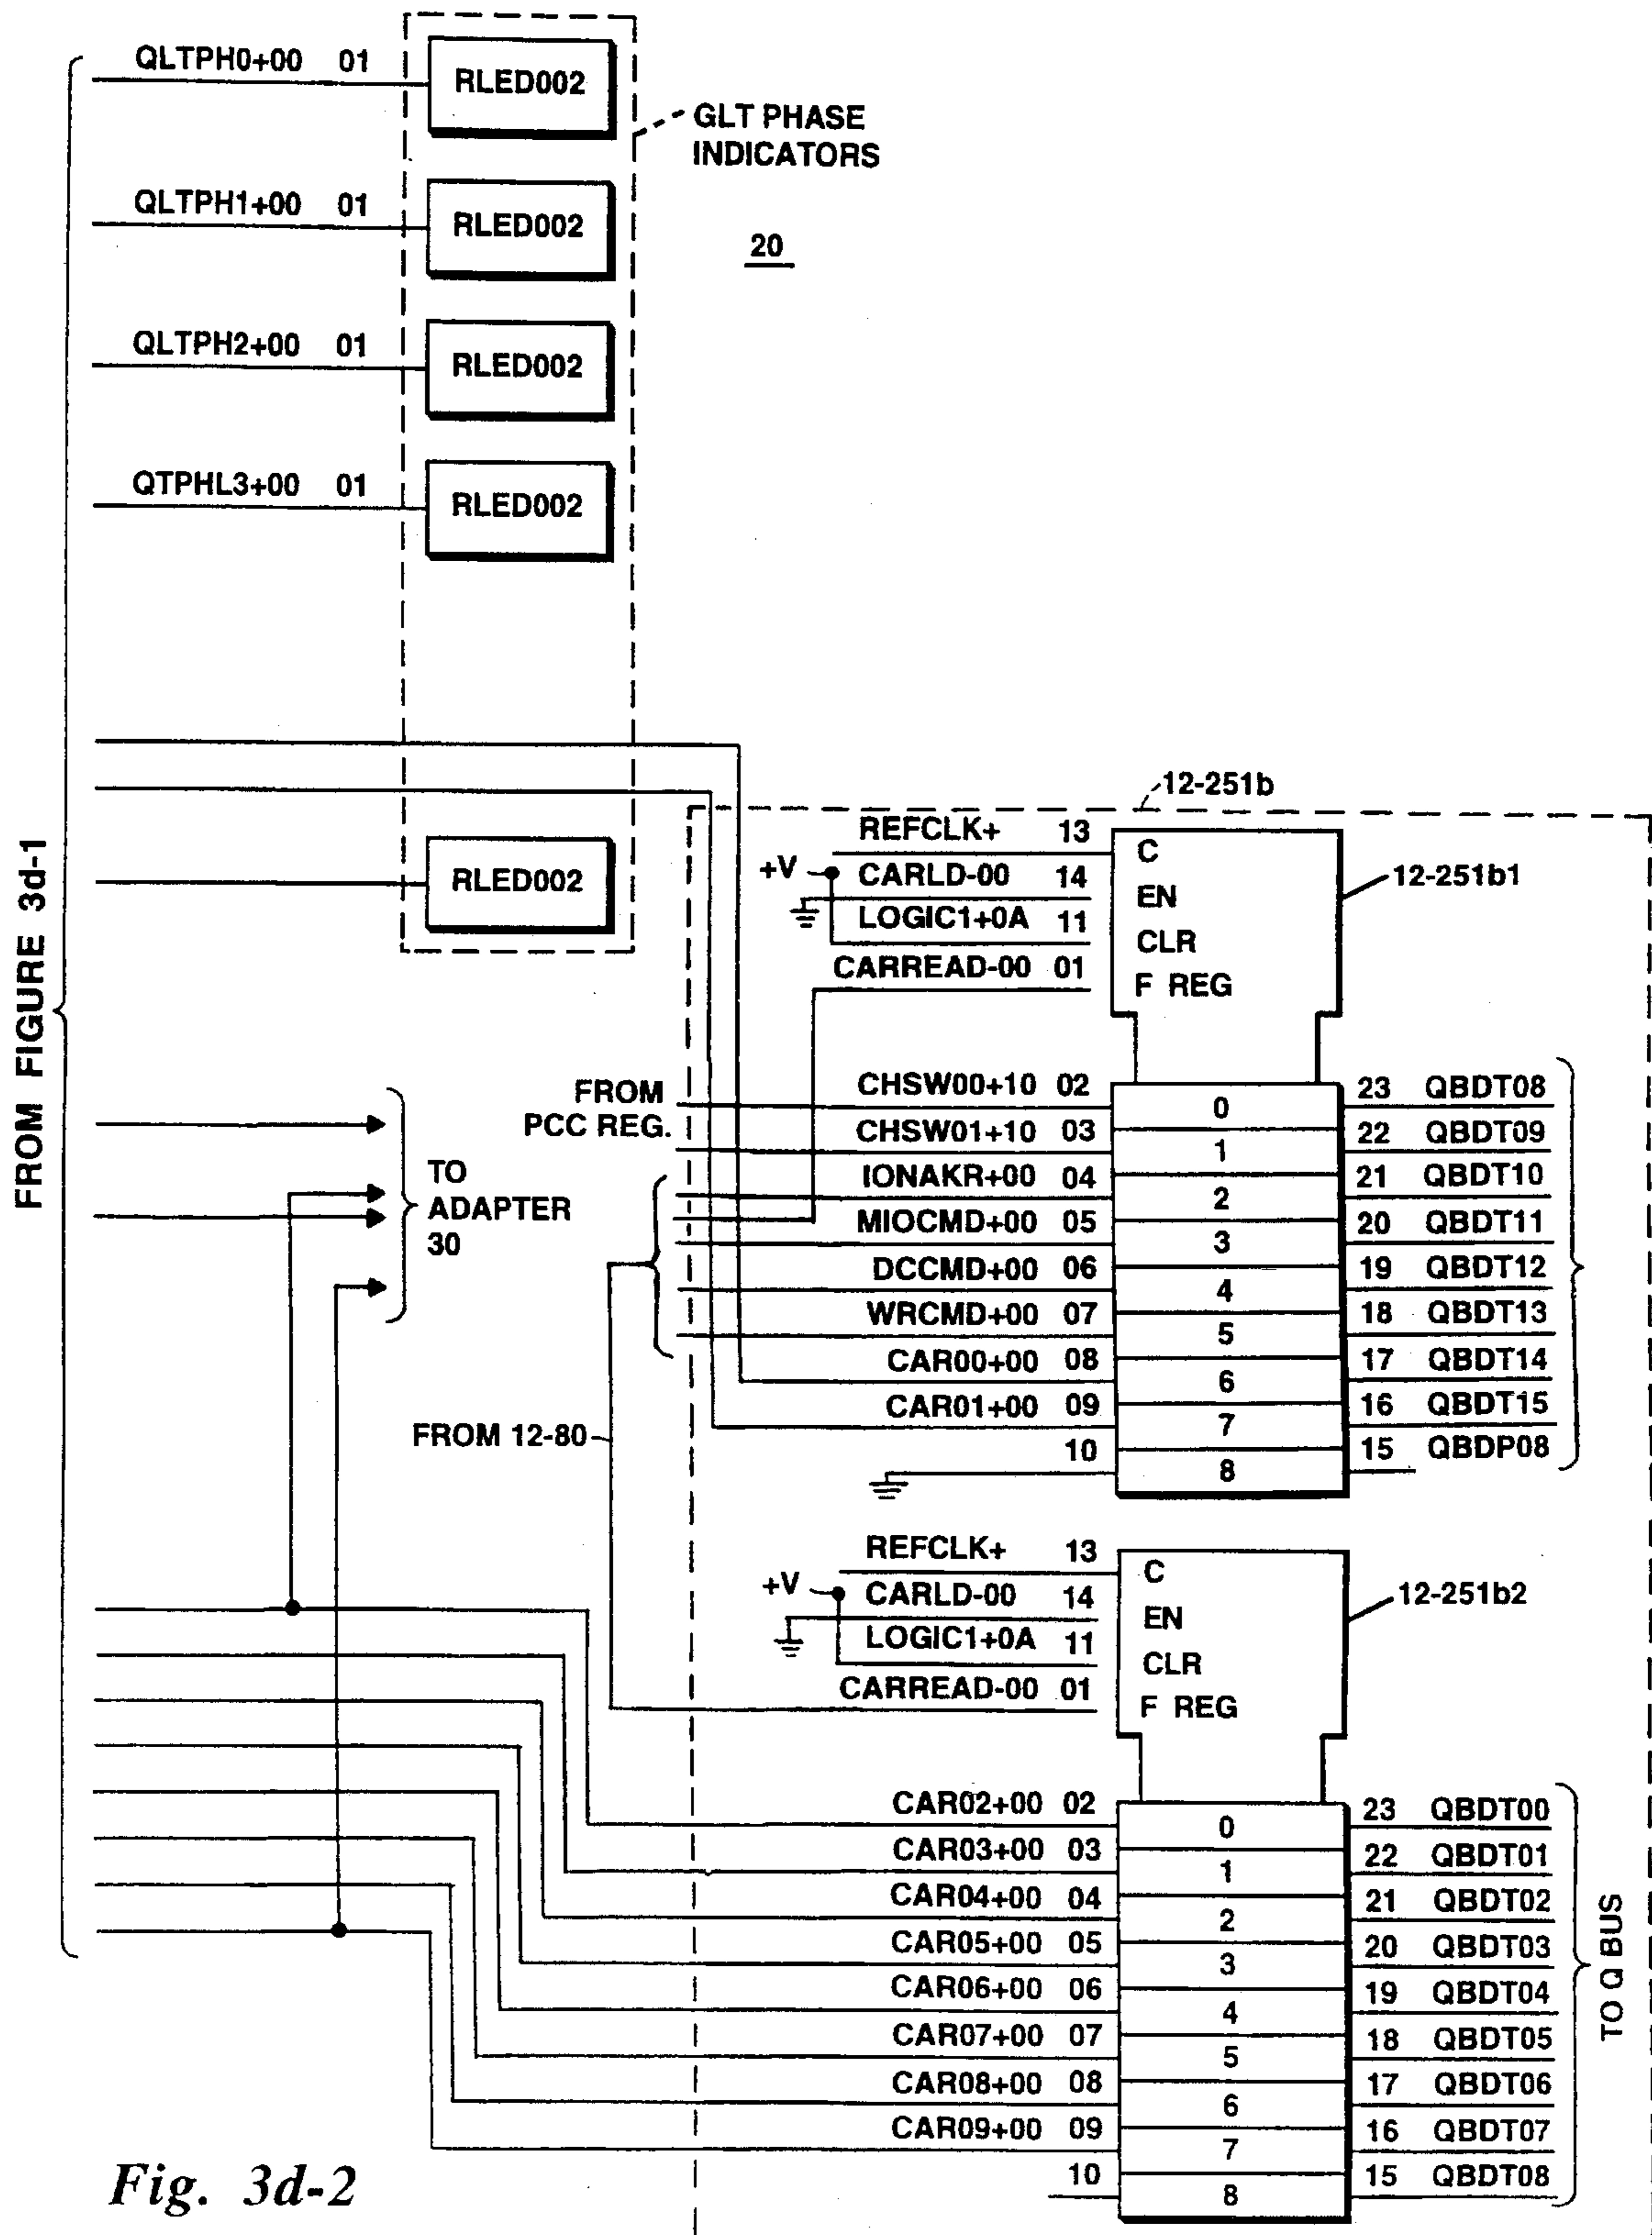 QLTPH0+00 01
RLED002
GLT PHASE
INDICATORS
QLTPH1+00 01
RLED002
20
QLTPH2+00 01
RLED002
QTPHL3+00 01
RLED002
FROM FIGURE 3d-1
RLED002
12-251b
REFCLK+ 13
C
+V
CARLD-00 14
EN
12-251b1
LOGIC1+0A 11
CLR
CARREAD-00 01
F REG
FROM
PCC REG.
CHSW00+10 02 0 23 QBDT08
CHSW01+10 03 1 22 QBDT09
IONAKR+00 04 2 21 QBDT10
MIOCMD+00 05 3 20 QBDT11
DCCMD+00 06 4 19 QBDT12
WRCMD+00 07 5 18 QBDT13
CAR00+00 08 6 17 QBDT14
CAR01+00 09 7 16 QBDT15
10 8 15 QBDP08
TO
ADAPTER
30
FROM 12-80
REFCLK+ 13
C
+V
CARLD-00 14
EN
12-251b2
LOGIC1+0A 11
CLR
CARREAD-00 01
F REG
CAR02+00 02 0 23 QBDT00
CAR03+00 03 1 22 QBDT01
CAR04+00 04 2 21 QBDT02
CAR05+00 05 3 20 QBDT03
CAR06+00 06 4 19 QBDT04
CAR07+00 07 5 18 QBDT05
CAR08+00 08 6 17 QBDT06
CAR09+00 09 7 16 QBDT07
10 8 15 QBDT08
TO Q BUS
Fig. 3d-2